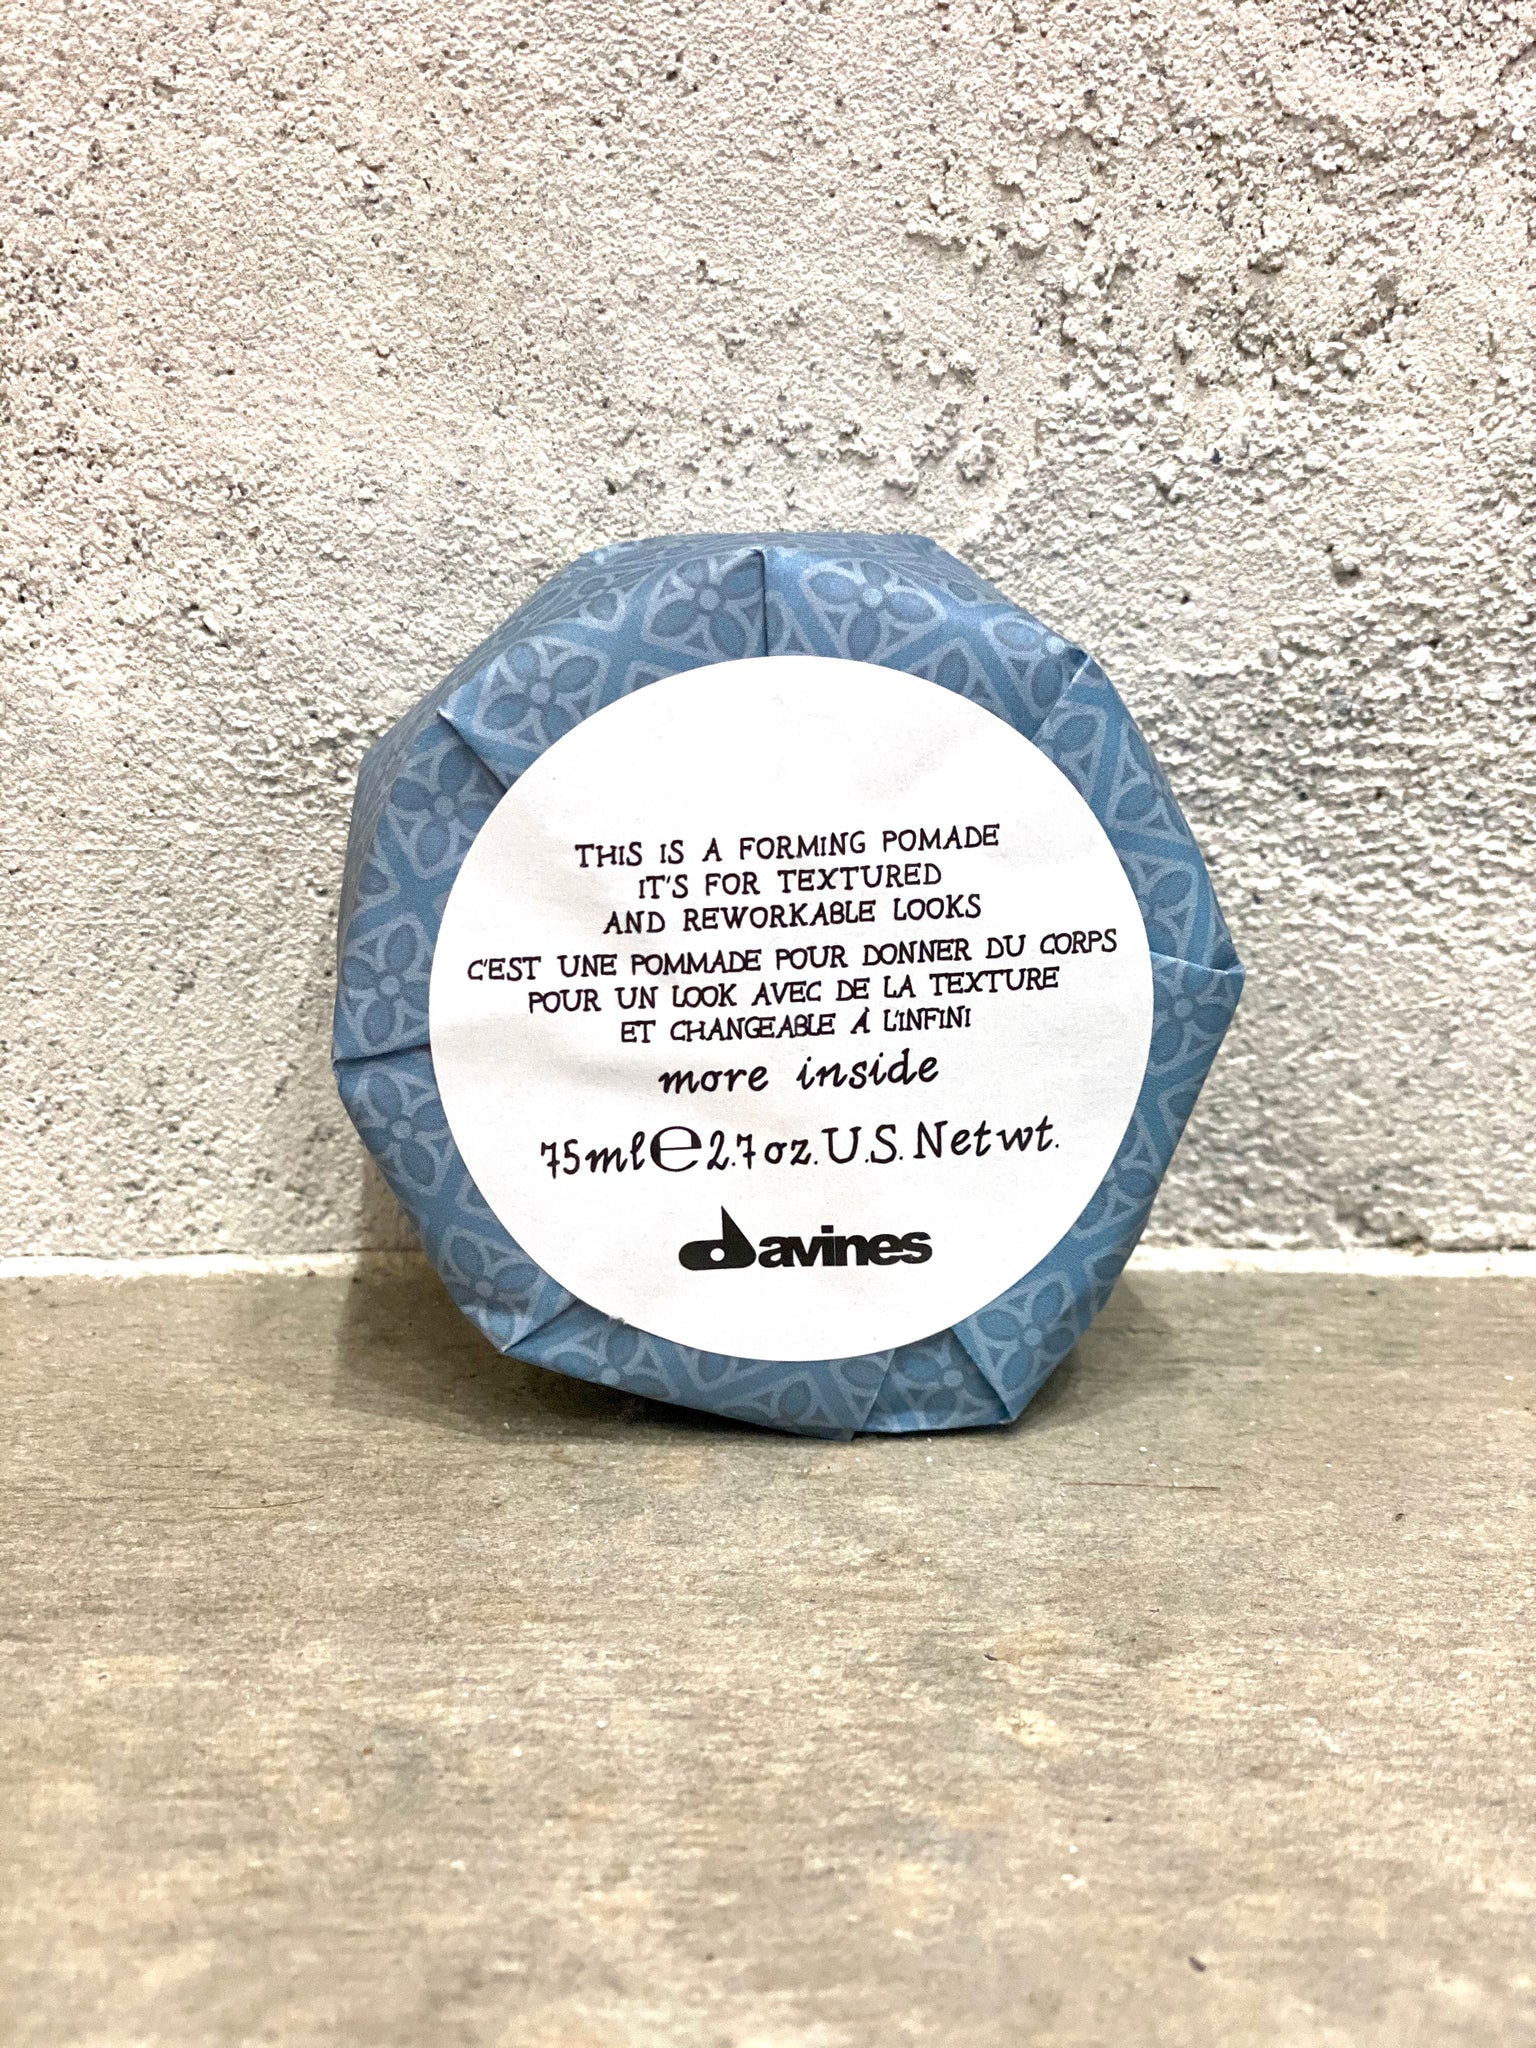 THIS IS A FORMING POMADE
IT'S FOR TEXTURED
AND REWORKABLE LOOKS
C'EST UNE POMMADE POUR DONNER DU CORPS
POUR UN LOOK AVEC DE LA TEXTURE
ET CHANGEABLE À L'INFINI
more inside
75ml℮2.7oz.U.S.Netwt.
davines